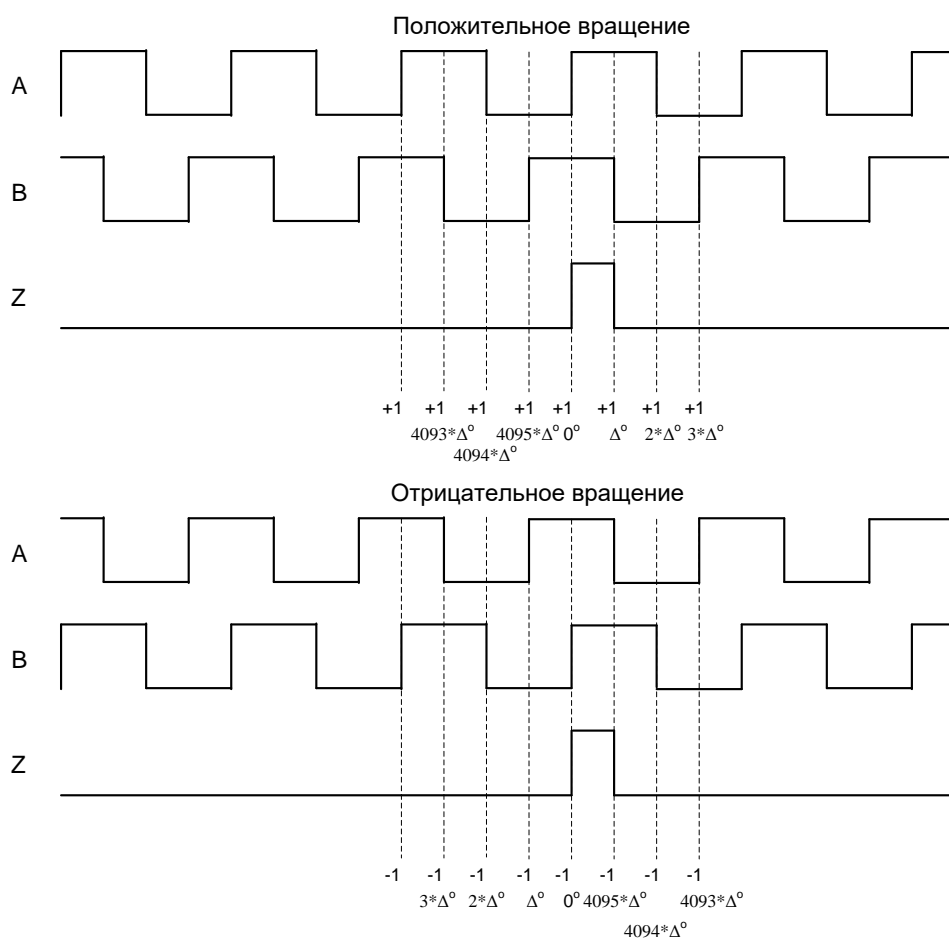 Положительное вращение
A
B
Z
+1 +1 +1 +1 +1 +1 +1 +1
4093*Δ° 4095*Δ° 0° Δ° 2*Δ° 3*Δ°
4094*Δ°
Отрицательное вращение
A
B
Z
-1 -1 -1 -1 -1 -1 -1 -1
3*Δ° 2*Δ° Δ° 0° 4095*Δ° 4093*Δ°
4094*Δ°